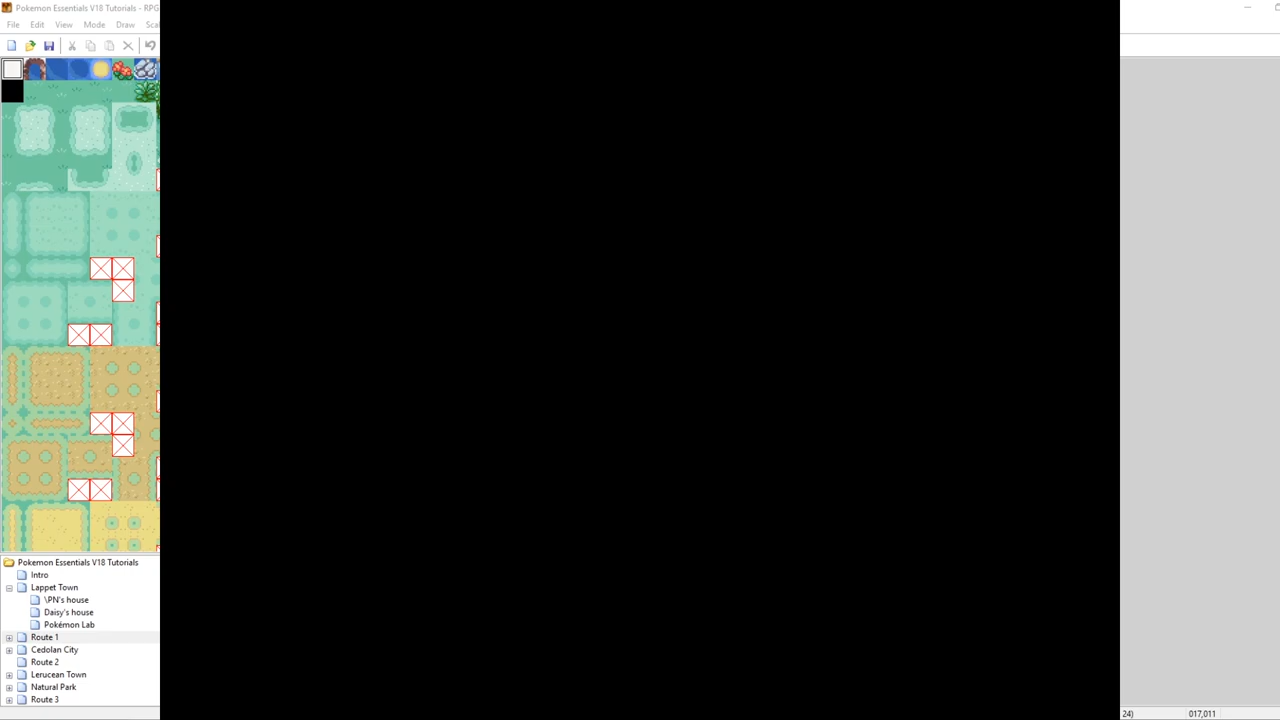 Pokemon Essentials V18 Tutorials - RPG
File Edit View Mode Draw
Pokemon Essentials V18 Tutorials
Intro
Lappet Town
\PN's house
Daisy's house
Pokémon Lab
Route 1
Cedolan City
Route 2
Lerucean Town
Natural Park
Route 3
24) 017,011